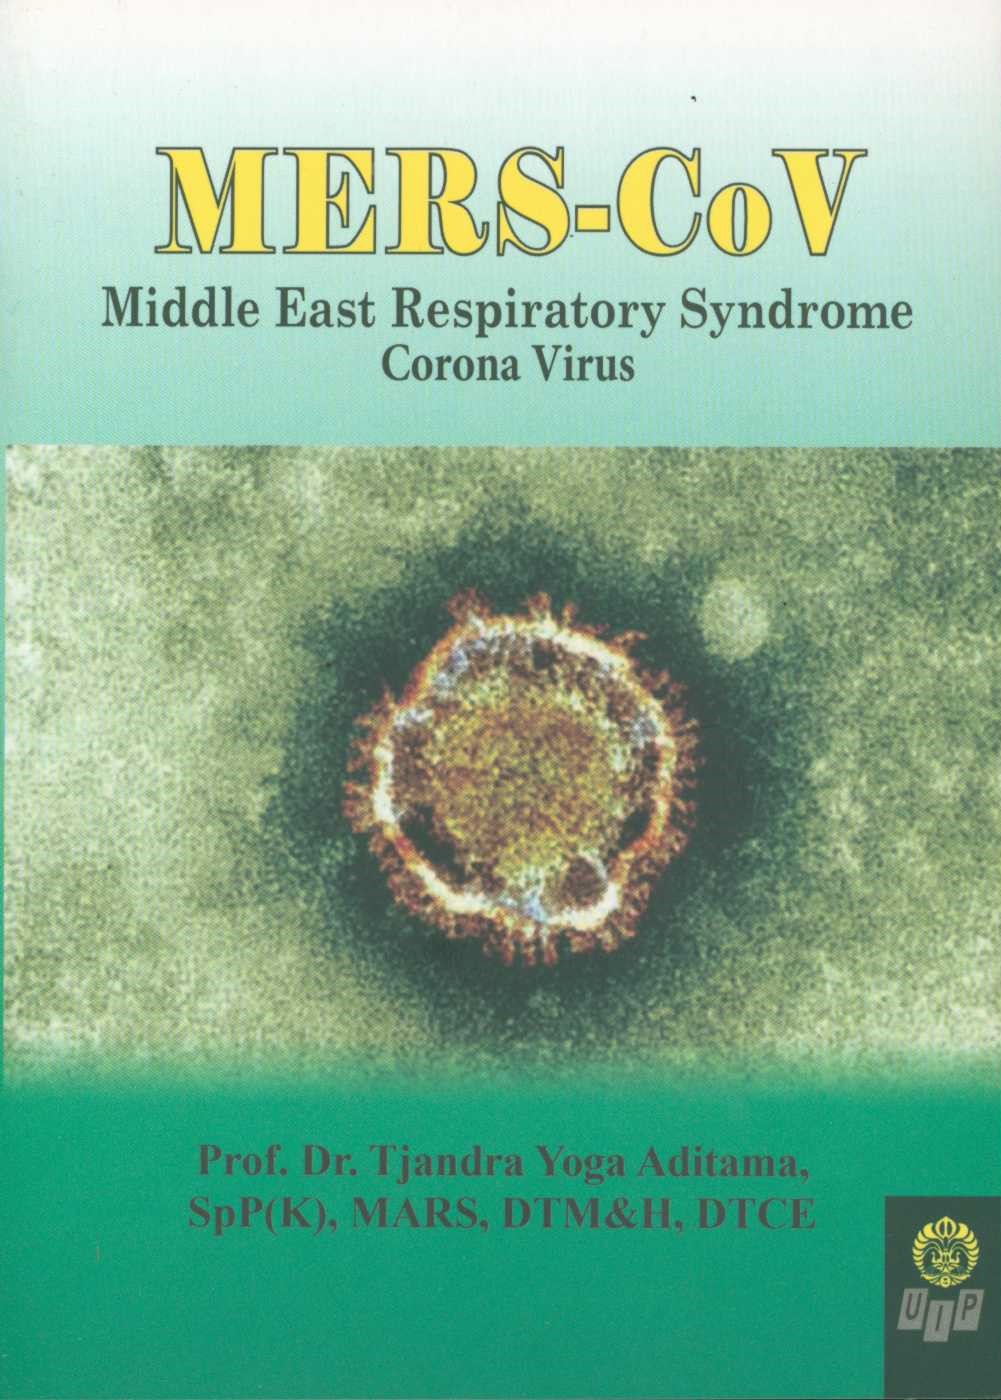 MERS-CoV
Middle East Respiratory Syndrome
Corona Virus
Prof. Dr. Tjandra Yoga Aditama,
SpP(K), MARS, DTM&H, DTCE
UIP